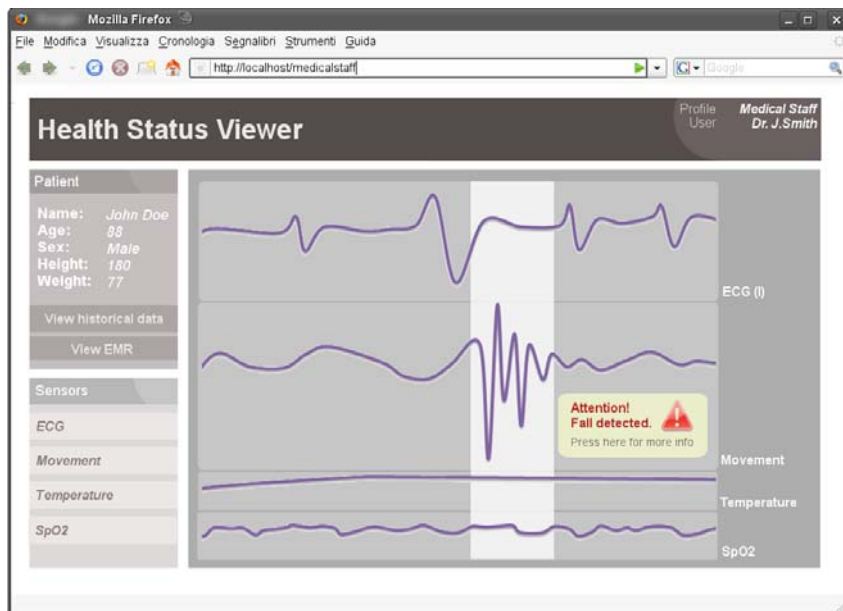 Mozilla Firefox
File Modifica Visualizza Cronologia Segnalibri Strumenti Guida
http://localhost/medicalstaff
Google
Health Status Viewer
Profile Medical Staff
User Dr. J.Smith
Patient
Name: John Doe
Age: 88
Sex: Male
Height: 180
Weight: 77
View historical data
View EMR
Sensors
ECG
Movement
Temperature
SpO2
ECG (I)
Attention!
Fall detected.
Press here for more info
Movement
Temperature
SpO2